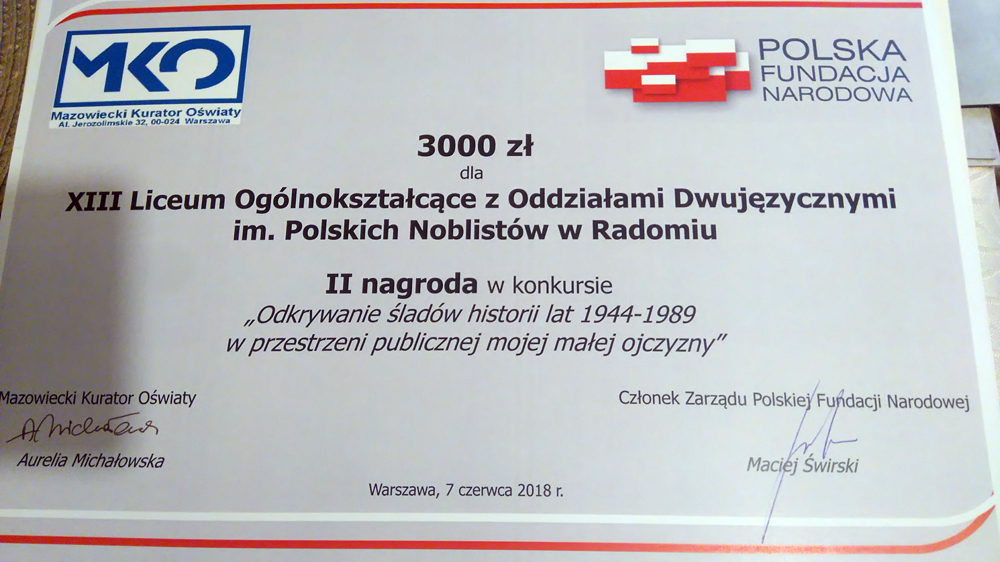 MKO
Mazowiecki Kurator Oświaty
Al. Jerozolimskie 32, 00-024 Warszawa
POLSKA
FUNDACJA
NARODOWA
3000 zł
dla
XIII Liceum Ogólnokształcące z Oddziałami Dwujęzycznymi
im. Polskich Noblistów w Radomiu
II nagroda w konkursie
„Odkrywanie śladów historii lat 1944-1989
w przestrzeni publicznej mojej małej ojczyzny”
Mazowiecki Kurator Oświaty
Członek Zarządu Polskiej Fundacji Narodowej
Aurelia Michałowska
Maciej Świrski
Warszawa, 7 czerwca 2018 r.